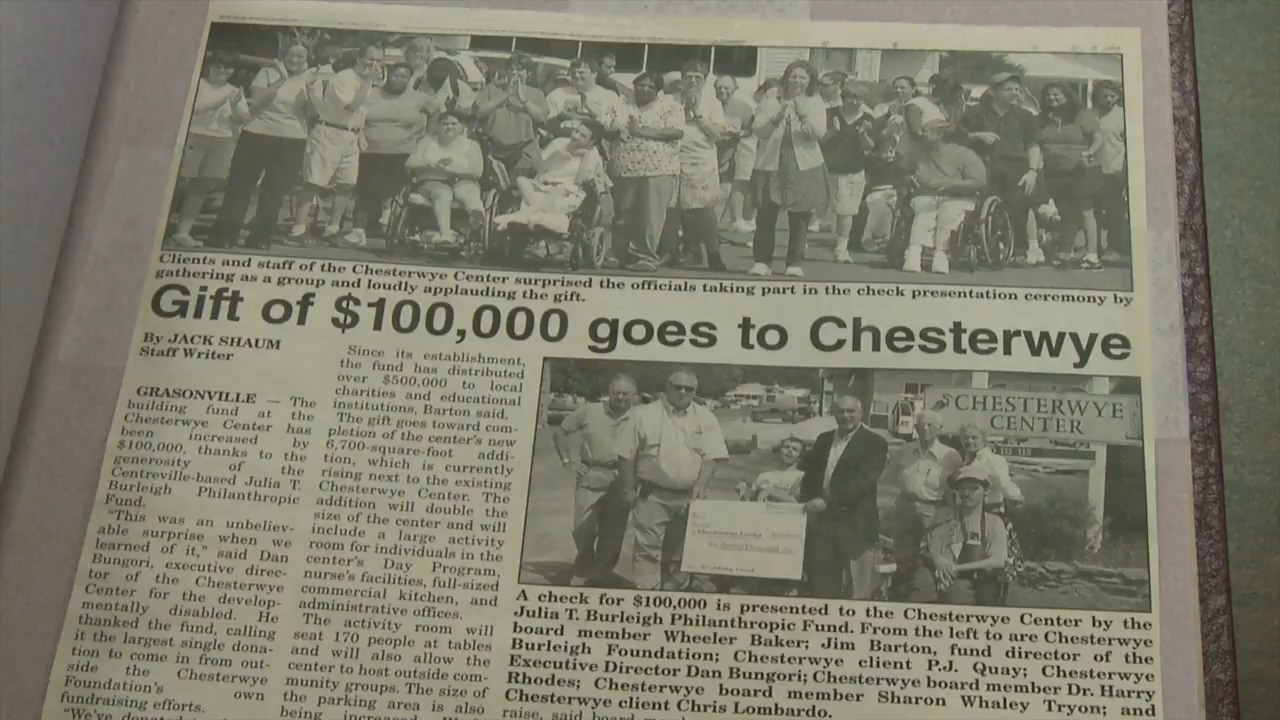 Clients and staff of the Chesterwye Center surprised the officials taking part in the check presentation ceremony by
gathering as a group and loudly applauding the gift.
Gift of $100,000 goes to Chesterwye
By JACK SHAUM
Staff Writer
GRASONVILLE — The
building fund at the
Chesterwye Center has
been increased by
$100,000, thanks to the
generosity of the
Centreville-based Julia T.
Burleigh Philanthropic
Fund.
"This was an unbeliev-
able surprise when we
learned of it," said Dan
Bungori, executive direc-
tor of the Chesterwye
Center for the develop-
mentally disabled. He
thanked the fund, calling
it the largest single dona-
tion to come in from out-
side the Chesterwye
Foundation's own
fundraising efforts.
"We've donated
Since its establishment,
the fund has distributed
over $500,000 to local
charities and educational
institutions, Barton said.
The gift goes toward com-
pletion of the center's new
6,700-square-foot addi-
tion, which is currently
rising next to the existing
Chesterwye Center. The
addition will double the
size of the center and will
include a large activity
room for individuals in the
center's Day Program,
nurse's facilities, full-sized
commercial kitchen, and
administrative offices.
The activity room will
seat 170 people at tables
and will also allow the
center to host outside com-
munity groups. The size of
the parking area is also
being increased.
CHESTERWYE
CENTER
A check for $100,000 is presented to the Chesterwye Center by the
Julia T. Burleigh Philanthropic Fund. From the left to are Chesterwye
board member Wheeler Baker; Jim Barton, fund director of the
Burleigh Foundation; Chesterwye client P.J. Quay; Chesterwye
Executive Director Dan Bungori; Chesterwye board member Dr. Harry
Rhodes; Chesterwye board member Sharon Whaley Tryon; and
Chesterwye client Chris Lombardo.
raise, said board